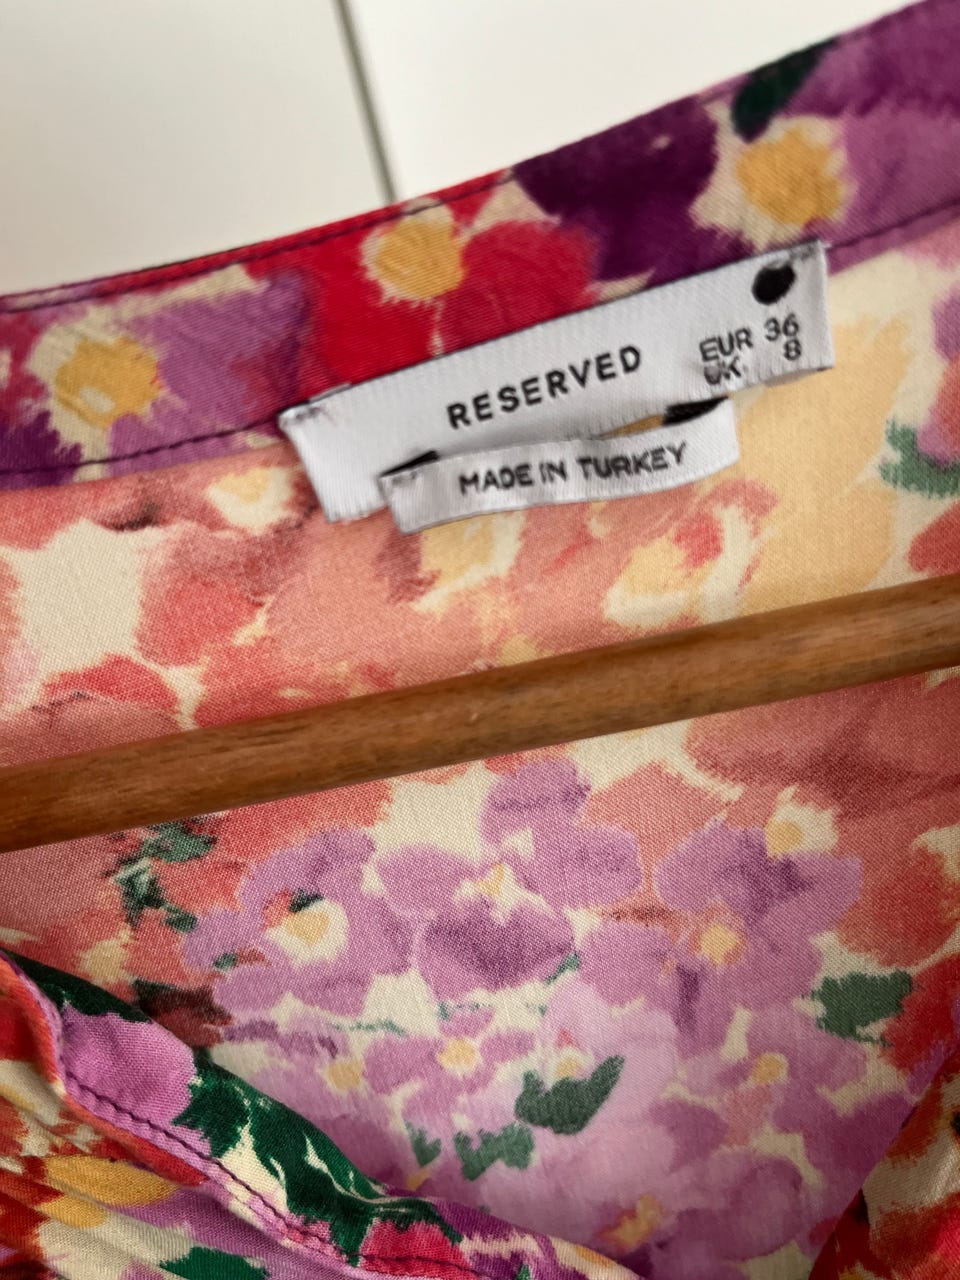 RESERVED
EUR 36
UK 8
MADE IN TURKEY